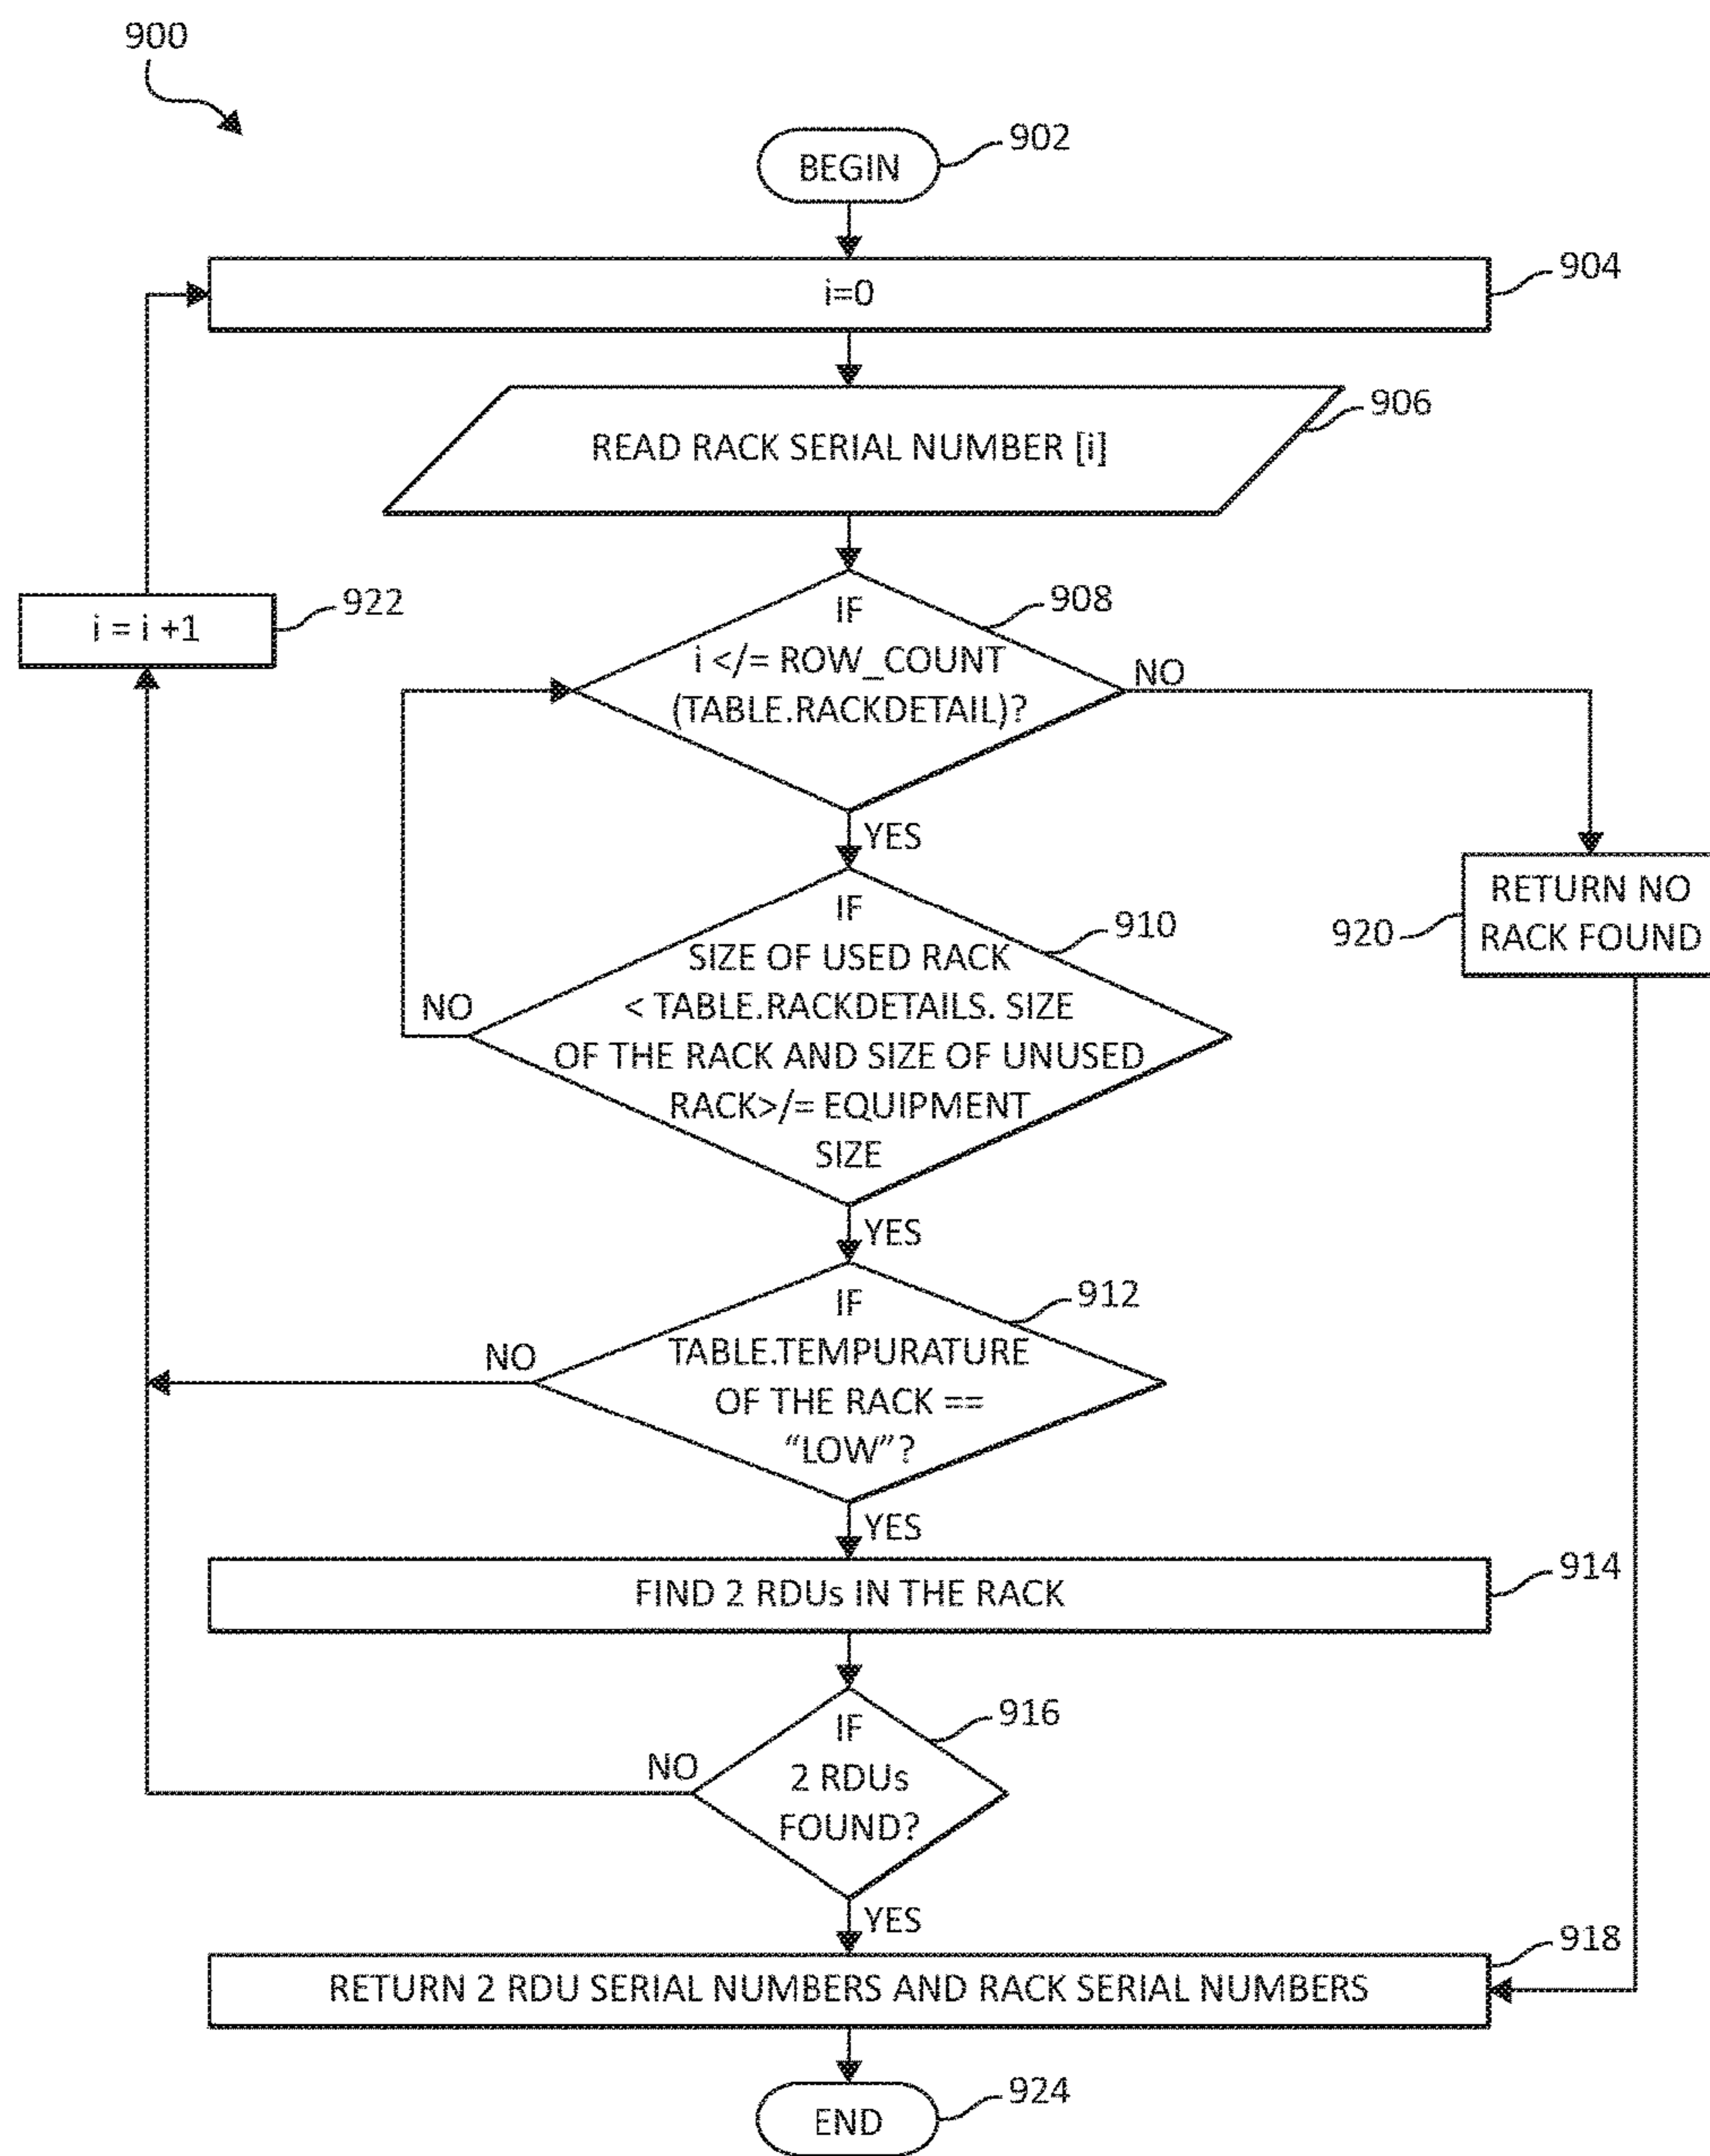 900
BEGIN
902
i=0
904
READ RACK SERIAL NUMBER [i]
906
i = i +1
922
IF
i </= ROW_COUNT
(TABLE.RACKDETAIL)?
908
NO
YES
RETURN NO
RACK FOUND
920
IF
SIZE OF USED RACK
< TABLE.RACKDETAILS. SIZE
OF THE RACK AND SIZE OF UNUSED
RACK>/= EQUIPMENT
SIZE
910
NO
YES
IF
TABLE.TEMPURATURE
OF THE RACK ==
“LOW”?
912
NO
YES
FIND 2 RDUs IN THE RACK
914
IF
2 RDUs
FOUND?
916
NO
YES
RETURN 2 RDU SERIAL NUMBERS AND RACK SERIAL NUMBERS
918
END
924